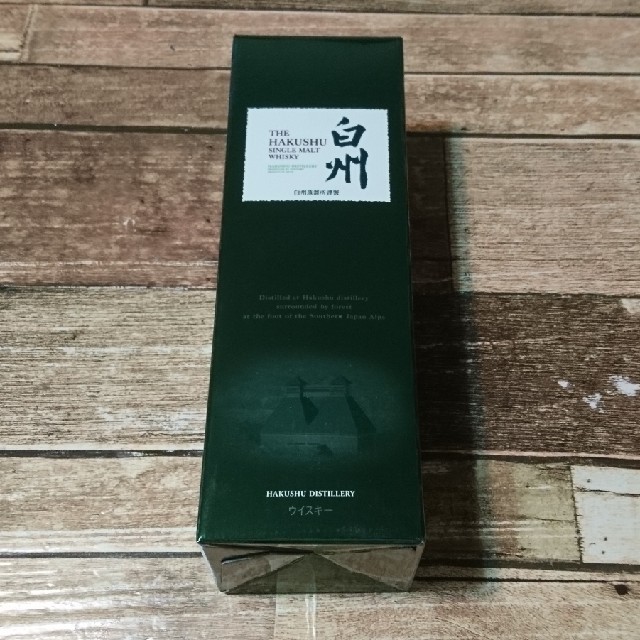 THE
HAKUSHU
SINGLE MALT
WHISKY
白州
白州蒸溜所謹製
Distilled at Hakushu distillery,
surrounded by forest
at the foot of the Southern Japan Alps.
HAKUSHU DISTILLERY
ウイスキー